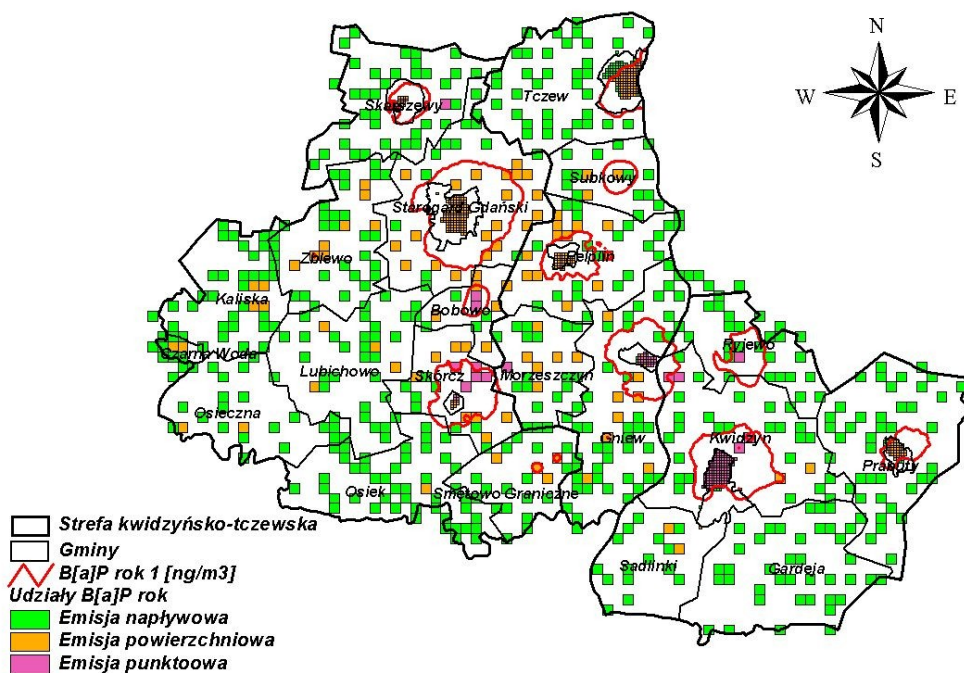 N
W E
S
Skarszewy
Tczew
Subkowy
Starogard Gdański
Pelplin
Zblewo
Kaliska
Bobowo
Czarna Woda
Lubichowo
Skórcz
Morzeszczyn
Ryjewo
Osieczna
Gniew
Kwidzyn
Prabuty
Osiek
Smętowo Graniczne
Sadlinki
Gardeja
Strefa kwidzyńsko-tczewska
Gminy
B[a]P rok 1 [ng/m3]
Udziały B[a]P rok
Emisja napływowa
Emisja powierzchniowa
Emisja punktoowa